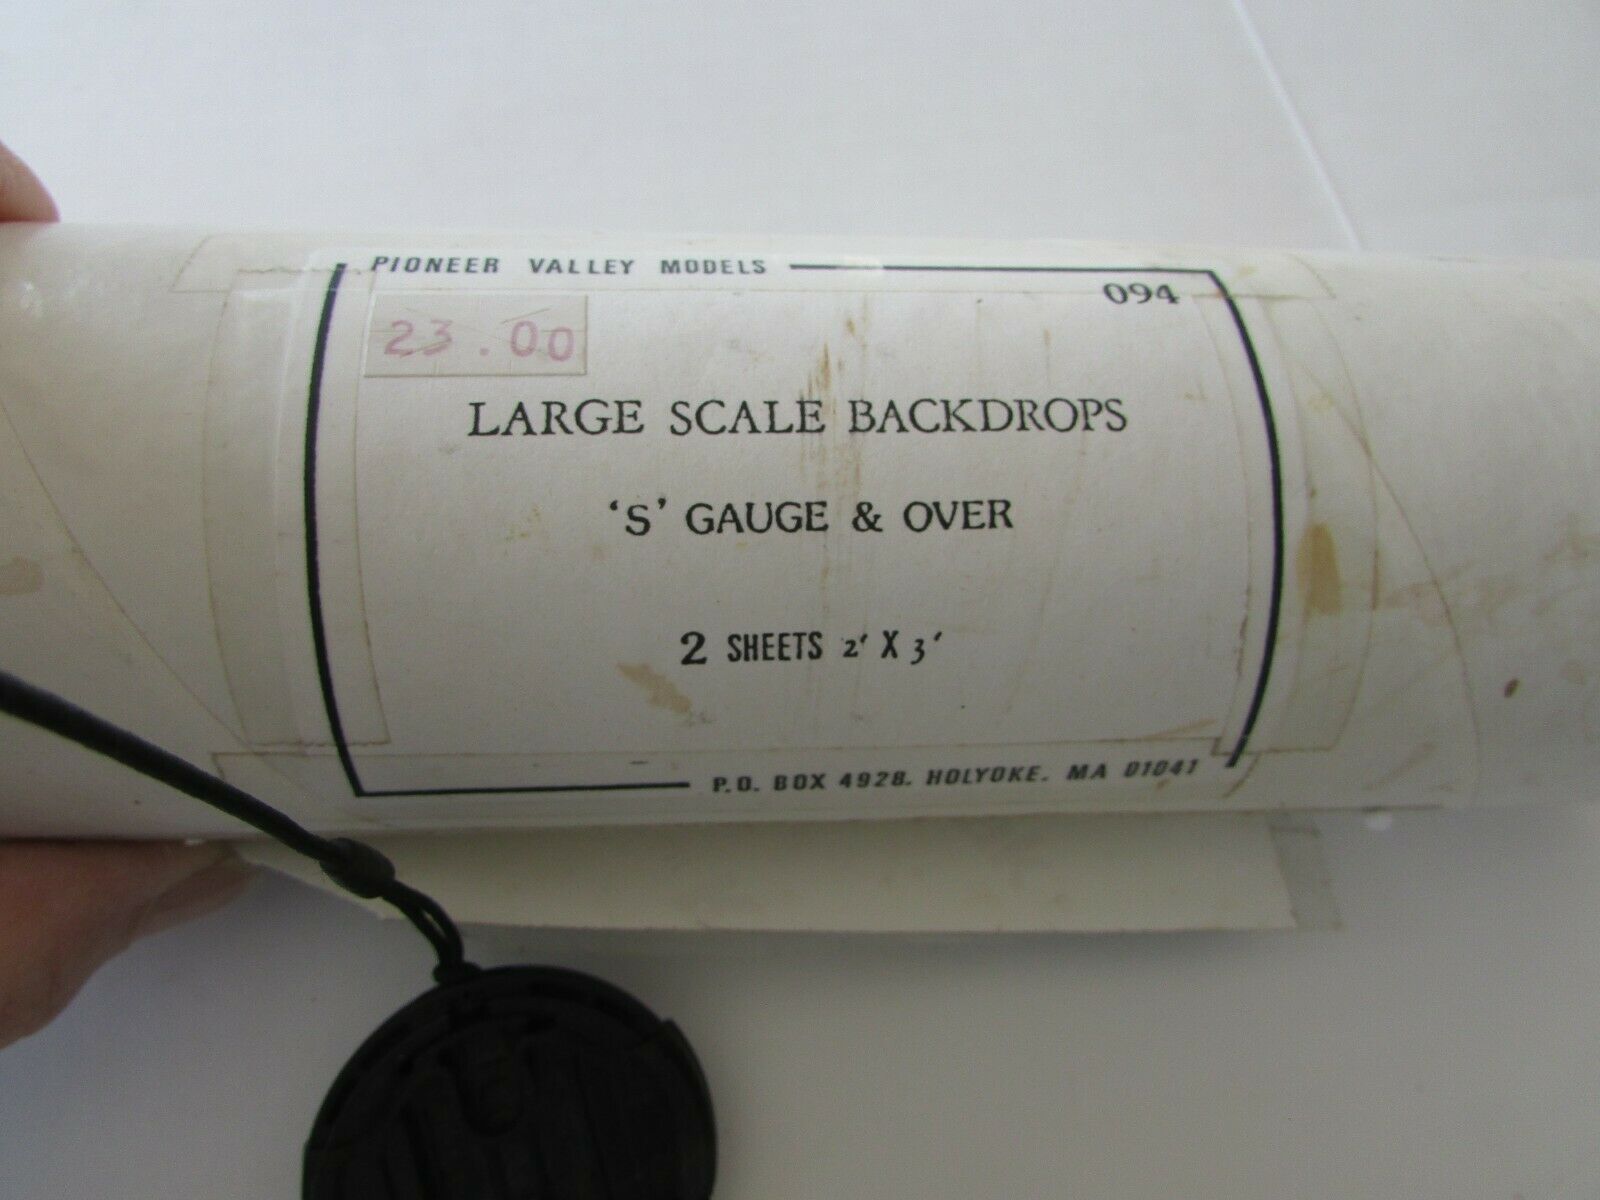 PIONEER VALLEY MODELS
094
23.00
LARGE SCALE BACKDROPS
'S' GAUGE & OVER
2 SHEETS 2' X 3'
P.O. BOX 4928. HOLYOKE. MA 01041